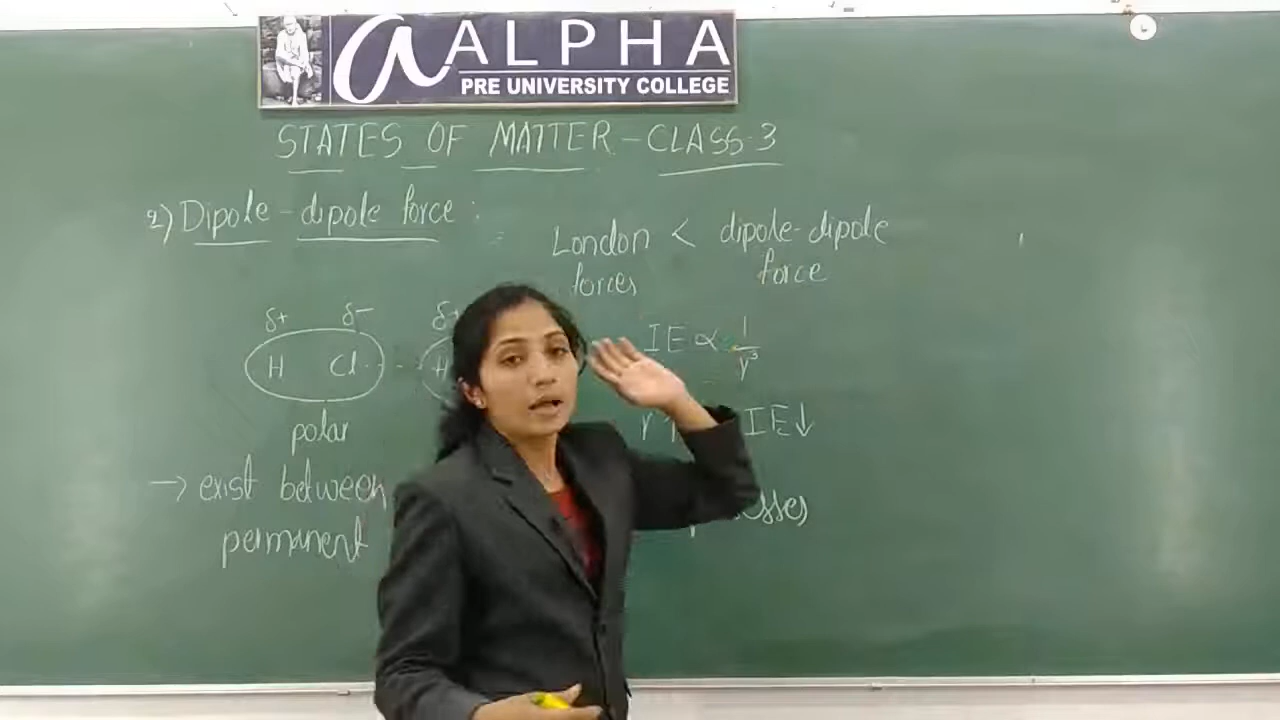 ALPHA
PRE UNIVERSITY COLLEGE
STATES OF MATTER - CLASS-3
2) Dipole - dipole force :
London < dipole-dipole
forces force
δ+ δ- δ+
H Cl H
IE ∝ 1/r³
polar
r ↑ IE↓
→ exist between
permanent